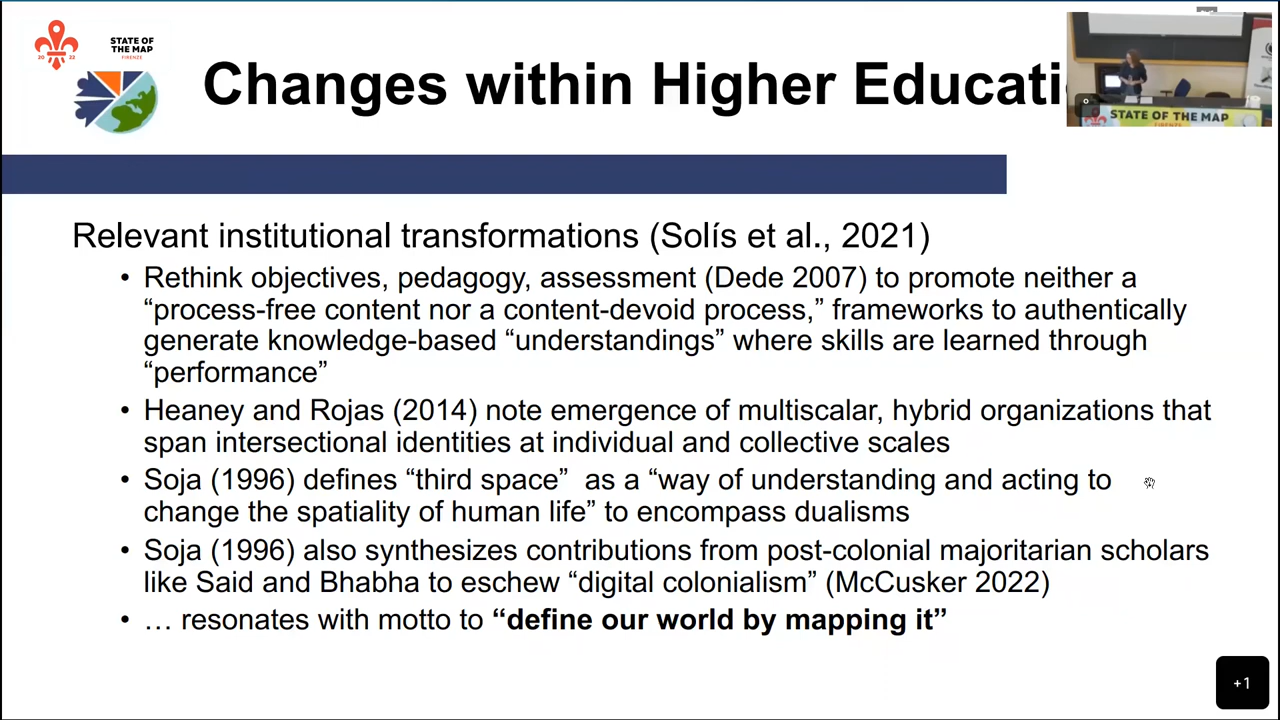 STATE OF
THE MAP
FIRENZE
20 22
Changes within Higher Educati
STATE OF THE MAP
FIRENZE
Relevant institutional transformations (Solís et al., 2021)
• Rethink objectives, pedagogy, assessment (Dede 2007) to promote neither a
“process-free content nor a content-devoid process,” frameworks to authentically
generate knowledge-based “understandings” where skills are learned through
“performance”
• Heaney and Rojas (2014) note emergence of multiscalar, hybrid organizations that
span intersectional identities at individual and collective scales
• Soja (1996) defines “third space”  as a “way of understanding and acting to
change the spatiality of human life” to encompass dualisms
• Soja (1996) also synthesizes contributions from post-colonial majoritarian scholars
like Said and Bhabha to eschew “digital colonialism” (McCusker 2022)
• … resonates with motto to “define our world by mapping it”
+1